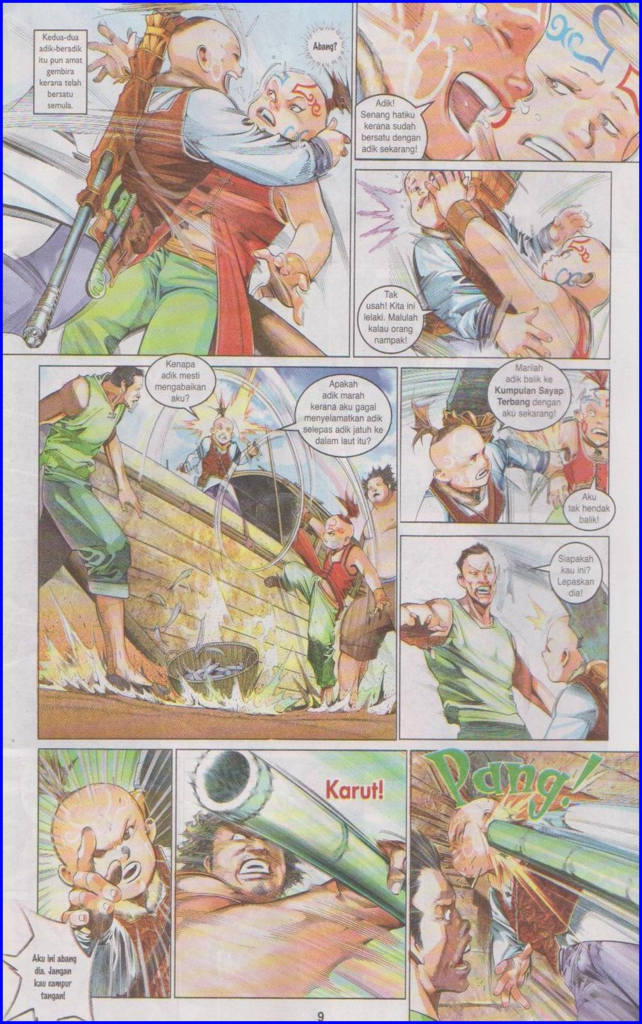 Kedua-dua
adik-beradik
itu pun amat
gembira
kerana telah
bersatu
semula.
Abang?
Adik!
Senang hatiku
kerana sudah
bersatu dengan
adik sekarang!
Tak
usah! Kita ini
lelaki. Malulah
kalau orang
nampak!
Kenapa
adik mesti
mengabaikan
aku?
Apakah
adik marah
kerana aku gagal
menyelamatkan adik
selepas adik jatuh ke
dalam laut itu?
Marilah
adik balik ke
Kumpulan Sayap
Terbang dengan
aku sekarang!
Aku
tak hendak
balik!
Siapakah
kau ini?
Lepaskan
dia!
Aku ini abang
dia. Jangan
kau campur
tangan!
Karut!
Pang!
9